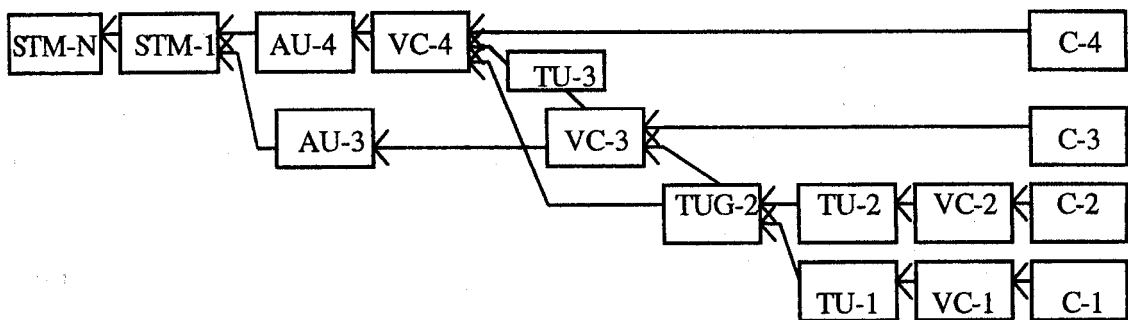 STM-N
STM-1
AU-4
VC-4
C-4
TU-3
AU-3
VC-3
C-3
TUG-2
TU-2
VC-2
C-2
TU-1
VC-1
C-1